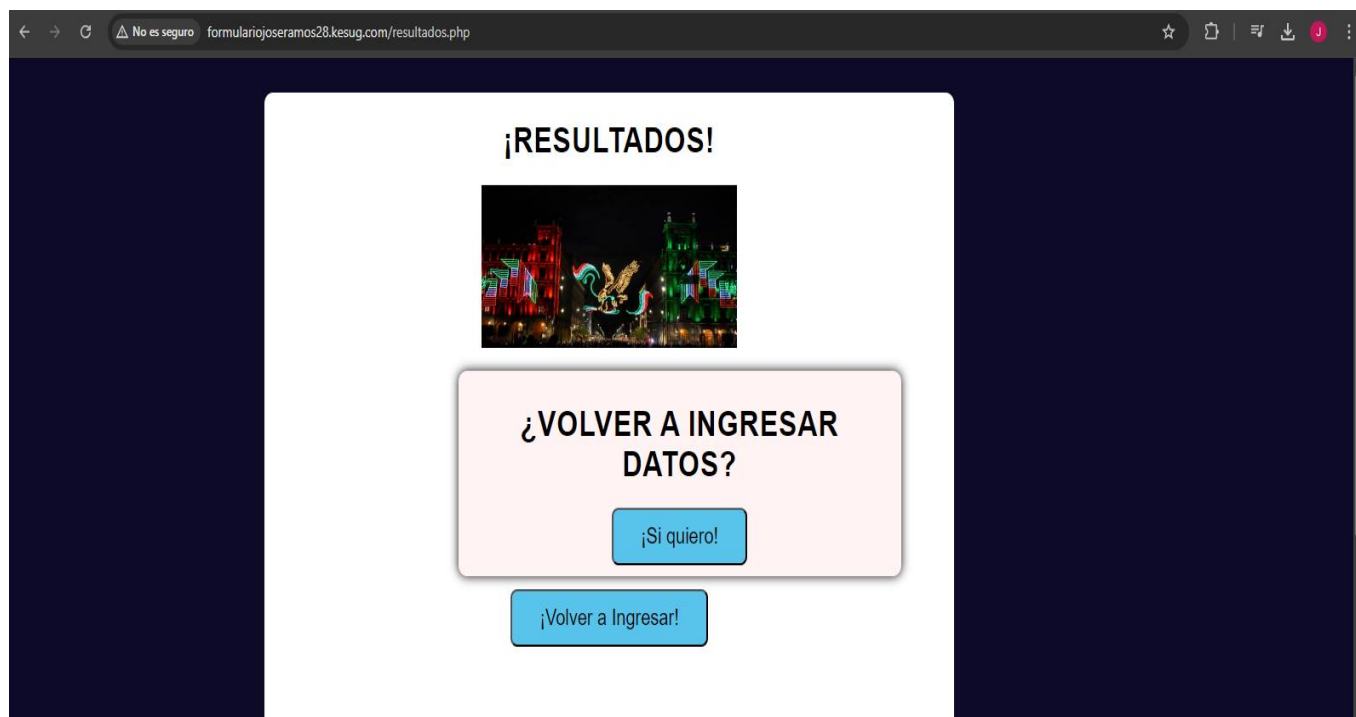 No es seguro formulariojoseramos28.kesug.com/resultados.php
J
¡RESULTADOS!
¿VOLVER A INGRESAR
DATOS?
¡Si quiero!
¡Volver a Ingresar!